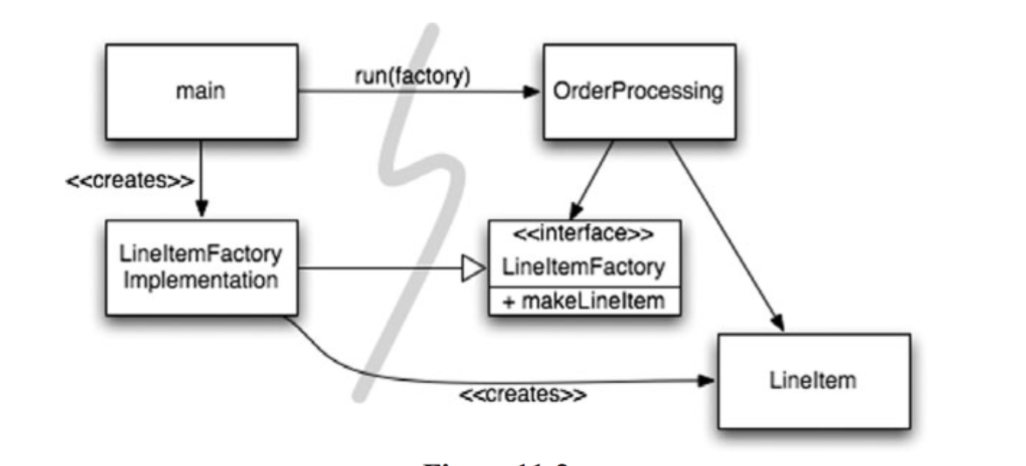 main
run(factory)
OrderProcessing
<<creates>>
LineItemFactory
Implementation
<<interface>>
LineItemFactory
+ makeLineItem
<<creates>>
LineItem